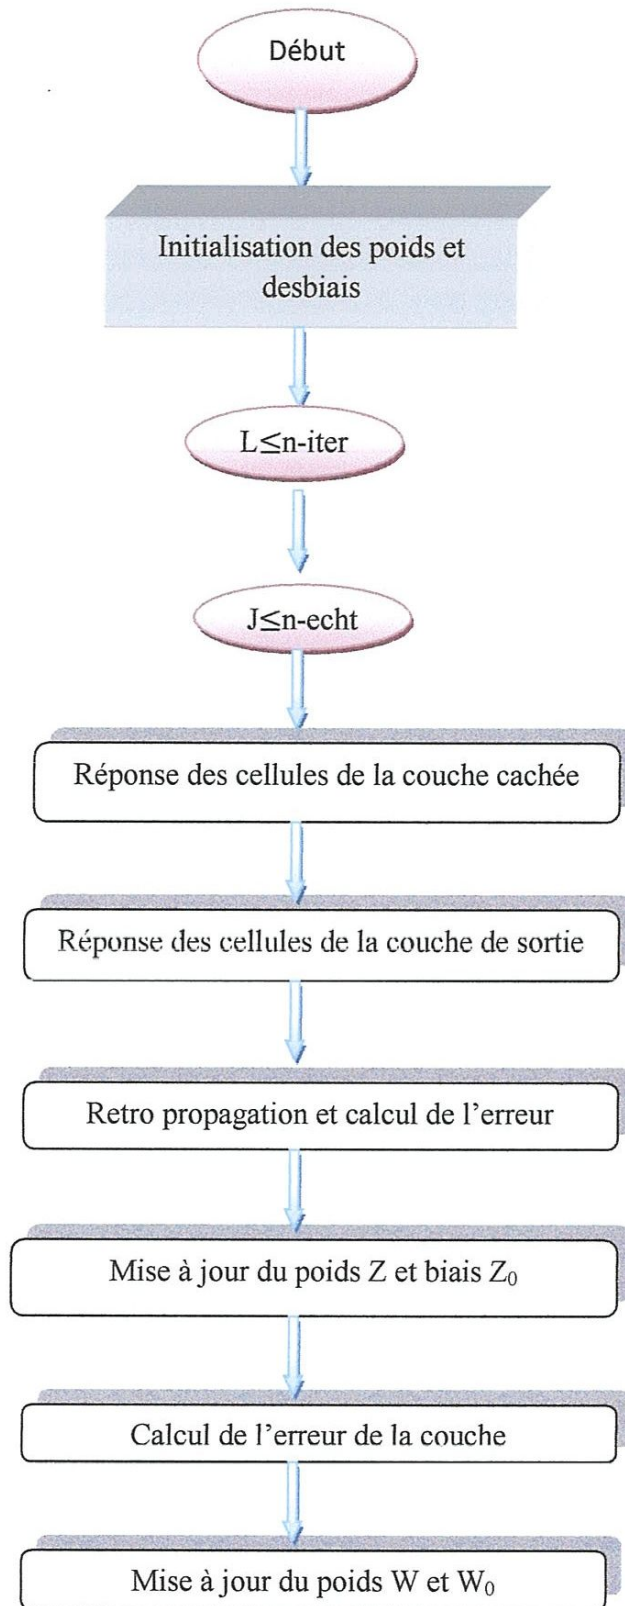 Début
Initialisation des poids et
desbiais
L≤n-iter
J≤n-echt
Réponse des cellules de la couche cachée
Réponse des cellules de la couche de sortie
Retro propagation et calcul de l'erreur
Mise à jour du poids Z et biais Z₀
Calcul de l'erreur de la couche
Mise à jour du poids W et W₀